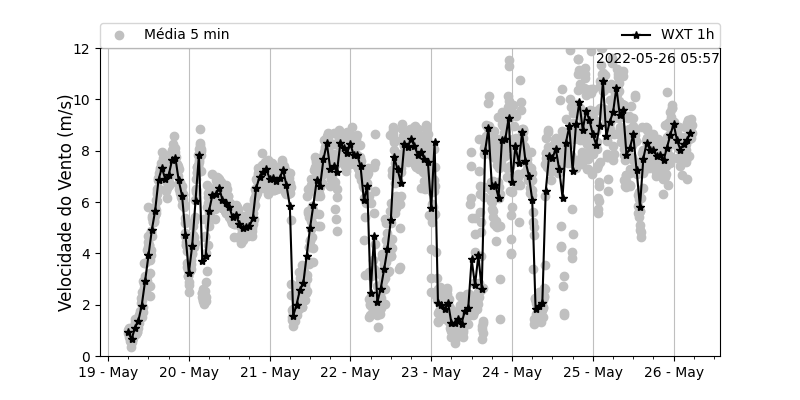 Média 5 min
WXT 1h
2022-05-26 05:57
Velocidade do Vento (m/s)
12
10
8
6
4
2
0
19 - May
20 - May
21 - May
22 - May
23 - May
24 - May
25 - May
26 - May